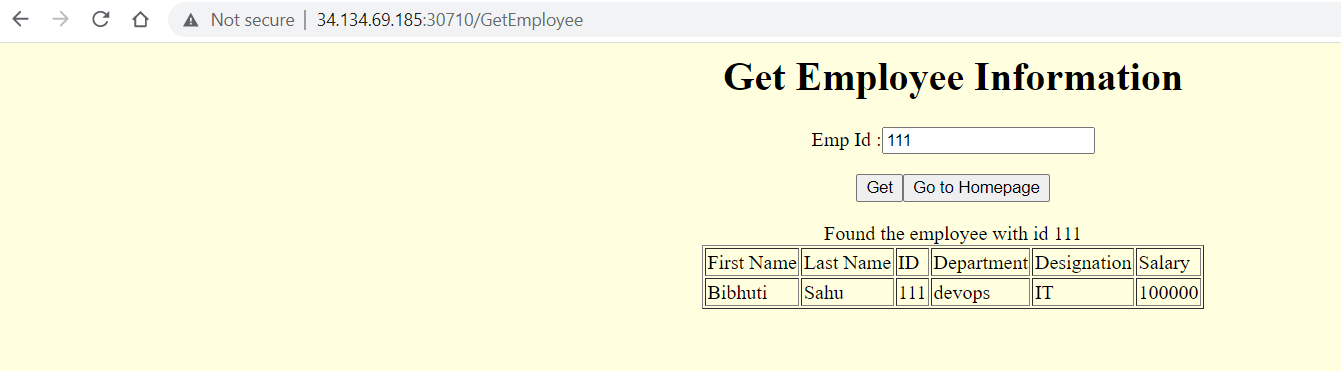 Not secure | 34.134.69.185:30710/GetEmployee
Get Employee Information
Emp Id : 111
Get Go to Homepage
Found the employee with id 111
First Name Last Name ID Department Designation Salary
Bibhuti Sahu 111 devops IT 100000